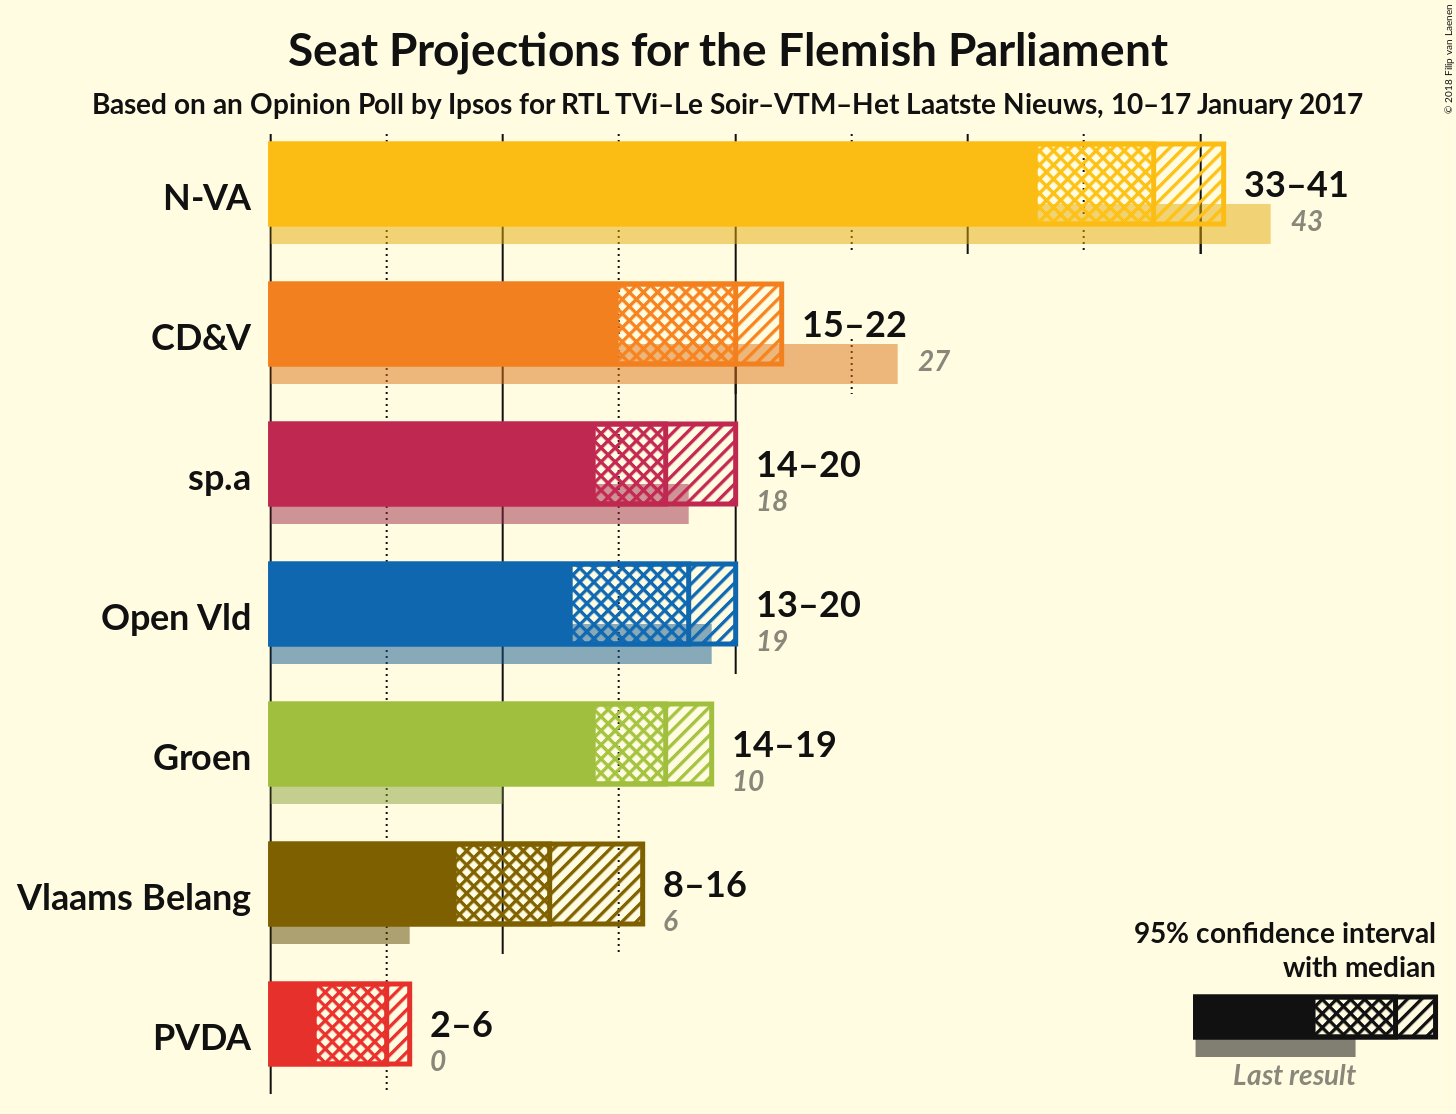 Seat Projections for the Flemish Parliament
Based on an Opinion Poll by Ipsos for RTL TVi–Le Soir–VTM–Het Laatste Nieuws, 10–17 January 2017
© 2018 Filip van Laenen
N-VA
33–41
43
CD&V
15–22
27
sp.a
14–20
18
Open Vld
13–20
19
Groen
14–19
10
Vlaams Belang
8–16
6
PVDA
2–6
0
95% confidence interval
with median
Last result